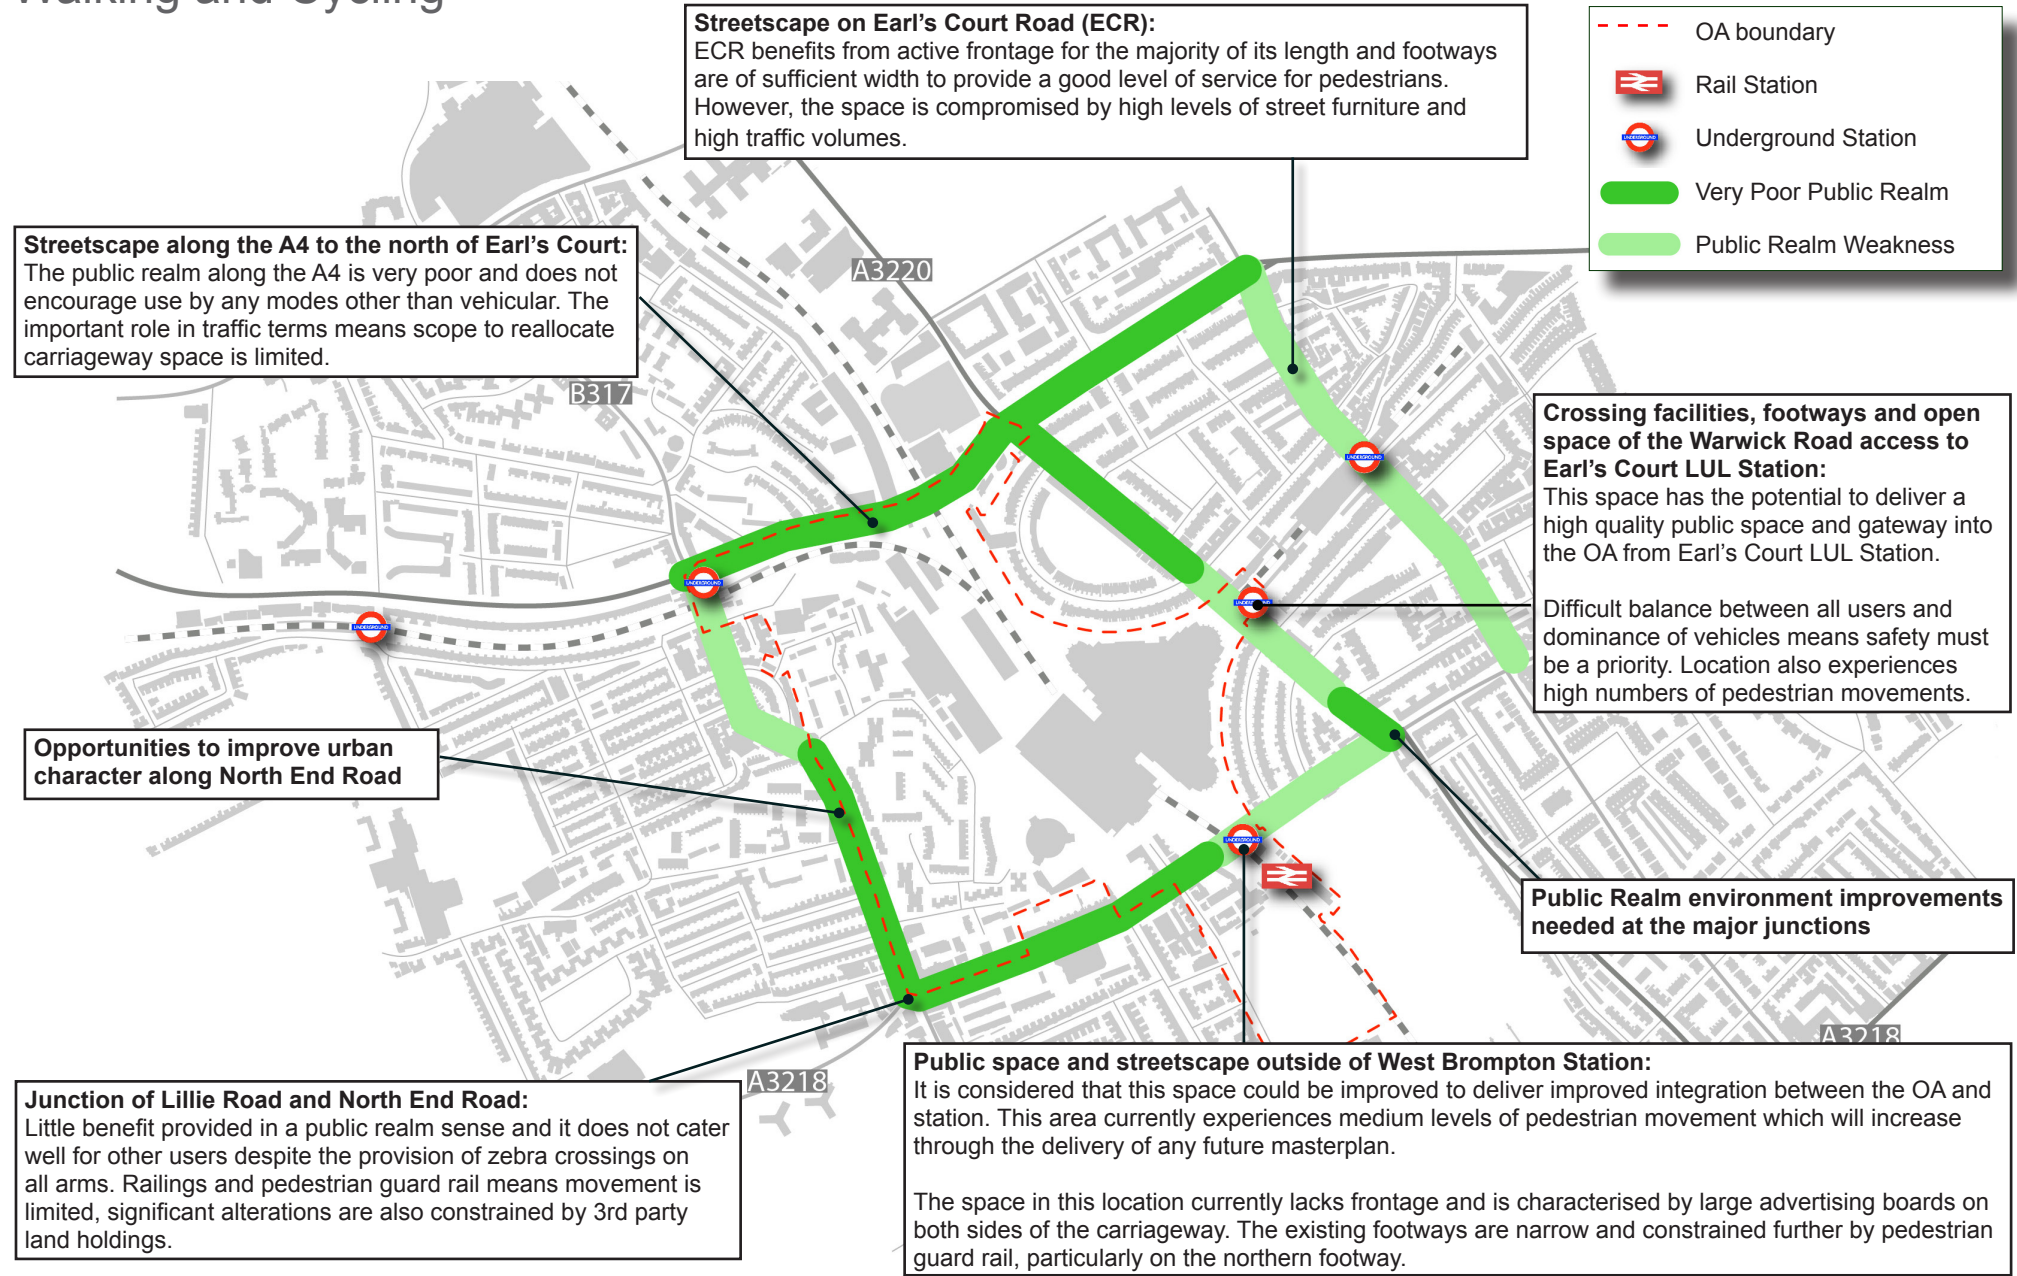 Walking and Cycling
Streetscape on Earl's Court Road (ECR):
ECR benefits from active frontage for the majority of its length and footways
are of sufficient width to provide a good level of service for pedestrians.
However, the space is compromised by high levels of street furniture and
high traffic volumes.
OA boundary
Rail Station
UNDERGROUND
Underground Station
Very Poor Public Realm
Public Realm Weakness
Streetscape along the A4 to the north of Earl's Court:
The public realm along the A4 is very poor and does not
encourage use by any modes other than vehicular. The
important role in traffic terms means scope to reallocate
carriageway space is limited.
A3220
B317
Crossing facilities, footways and open
space of the Warwick Road access to
Earl's Court LUL Station:
This space has the potential to deliver a
high quality public space and gateway into
the OA from Earl's Court LUL Station.
Difficult balance between all users and
dominance of vehicles means safety must
be a priority. Location also experiences
high numbers of pedestrian movements.
UNDERGROUND
UNDERGROUND
UNDERGROUND
UNDERGROUND
Opportunities to improve urban
character along North End Road
UNDERGROUND
Public Realm environment improvements
needed at the major junctions
A3218
A3218
Junction of Lillie Road and North End Road:
Little benefit provided in a public realm sense and it does not cater
well for other users despite the provision of zebra crossings on
all arms. Railings and pedestrian guard rail means movement is
limited, significant alterations are also constrained by 3rd party
land holdings.
Public space and streetscape outside of West Brompton Station:
It is considered that this space could be improved to deliver improved integration between the OA and
station. This area currently experiences medium levels of pedestrian movement which will increase
through the delivery of any future masterplan.
The space in this location currently lacks frontage and is characterised by large advertising boards on
both sides of the carriageway. The existing footways are narrow and constrained further by pedestrian
guard rail, particularly on the northern footway.